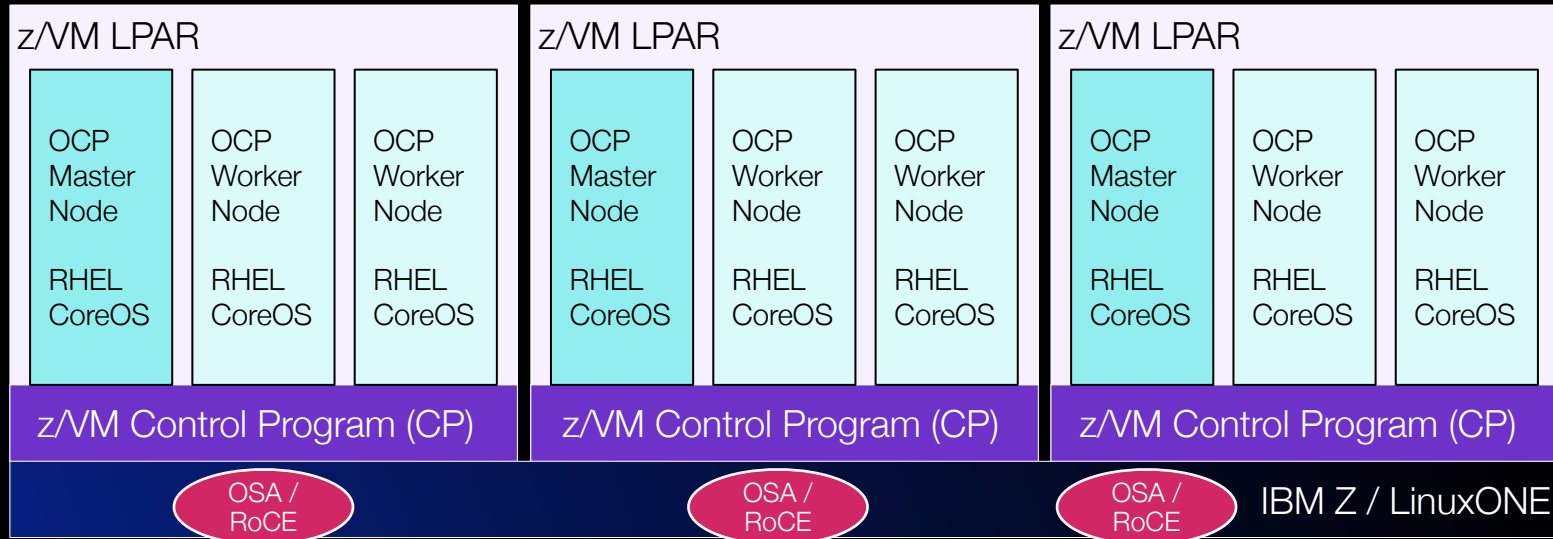 z/VM LPAR
OCP
Master
Node
RHEL
CoreOS
OCP
Worker
Node
RHEL
CoreOS
OCP
Worker
Node
RHEL
CoreOS
z/VM Control Program (CP)
z/VM LPAR
OCP
Master
Node
RHEL
CoreOS
OCP
Worker
Node
RHEL
CoreOS
OCP
Worker
Node
RHEL
CoreOS
z/VM Control Program (CP)
z/VM LPAR
OCP
Master
Node
RHEL
CoreOS
OCP
Worker
Node
RHEL
CoreOS
OCP
Worker
Node
RHEL
CoreOS
z/VM Control Program (CP)
OSA /
RoCE
OSA /
RoCE
OSA /
RoCE
IBM Z / LinuxONE